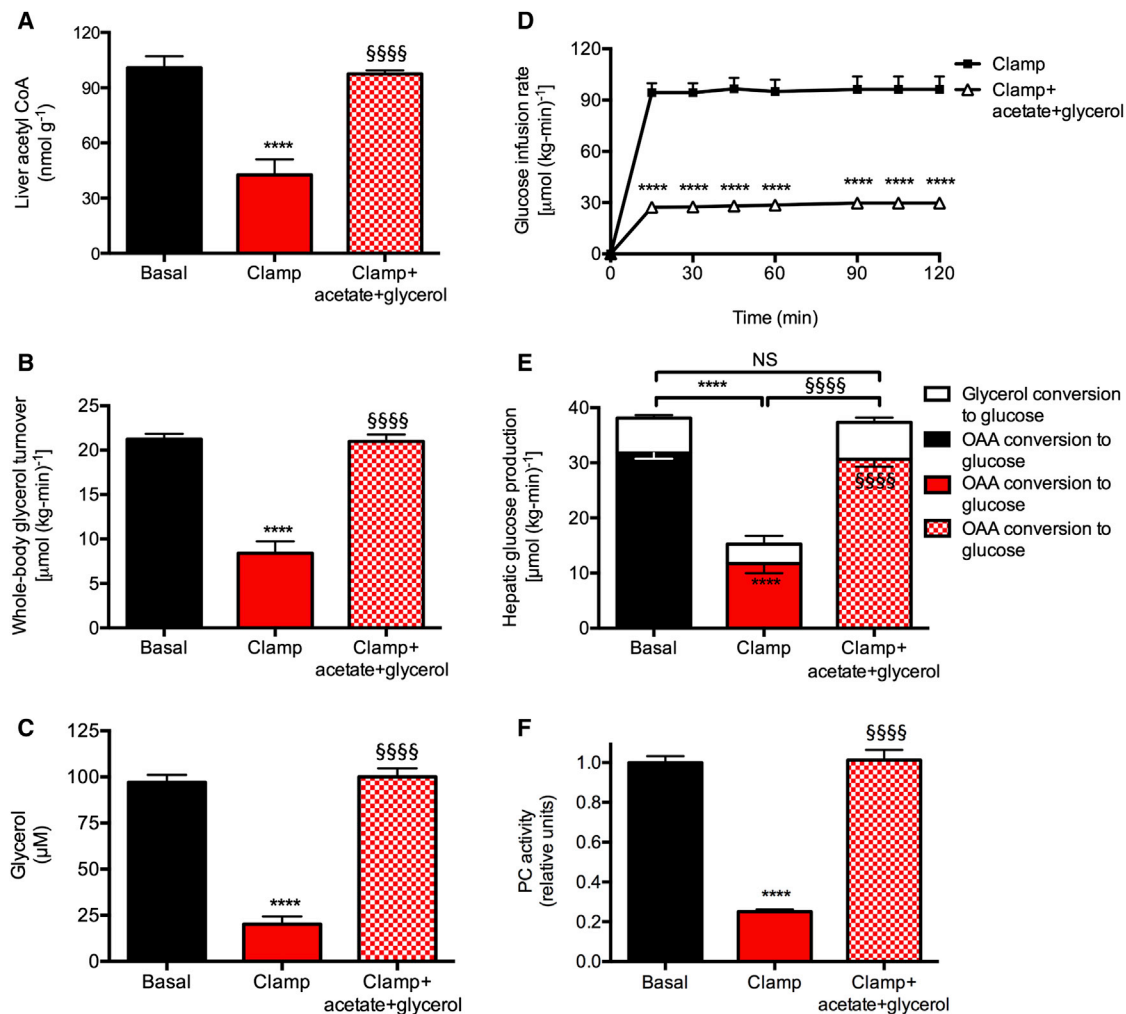 A
120
90
60
30
0
Liver acetyl CoA
(nmol g⁻¹)
****
§§§§
Basal
Clamp
Clamp+
acetate+glycerol
D
120
90
60
30
0
Glucose infusion rate
[µmol (kg-min)⁻¹]
**** **** **** **** **** **** ****
0 30 60 90 120
Time (min)
Clamp
Clamp+
acetate+glycerol
B
25
20
15
10
5
0
Whole-body glycerol turnover
[µmol (kg-min)⁻¹]
****
§§§§
Basal
Clamp
Clamp+
acetate+glycerol
E
40
30
20
10
0
Hepatic glucose production
[µmol (kg-min)⁻¹]
NS
****
§§§§
****
§§§§
Basal
Clamp
Clamp+
acetate+glycerol
Glycerol conversion
to glucose
OAA conversion to
glucose
OAA conversion to
glucose
OAA conversion to
glucose
C
125
100
75
50
25
0
Glycerol
(µM)
****
§§§§
Basal
Clamp
Clamp+
acetate+glycerol
F
1.0
0.8
0.6
0.4
0.2
0
PC activity
(relative units)
****
§§§§
Basal
Clamp
Clamp+
acetate+glycerol